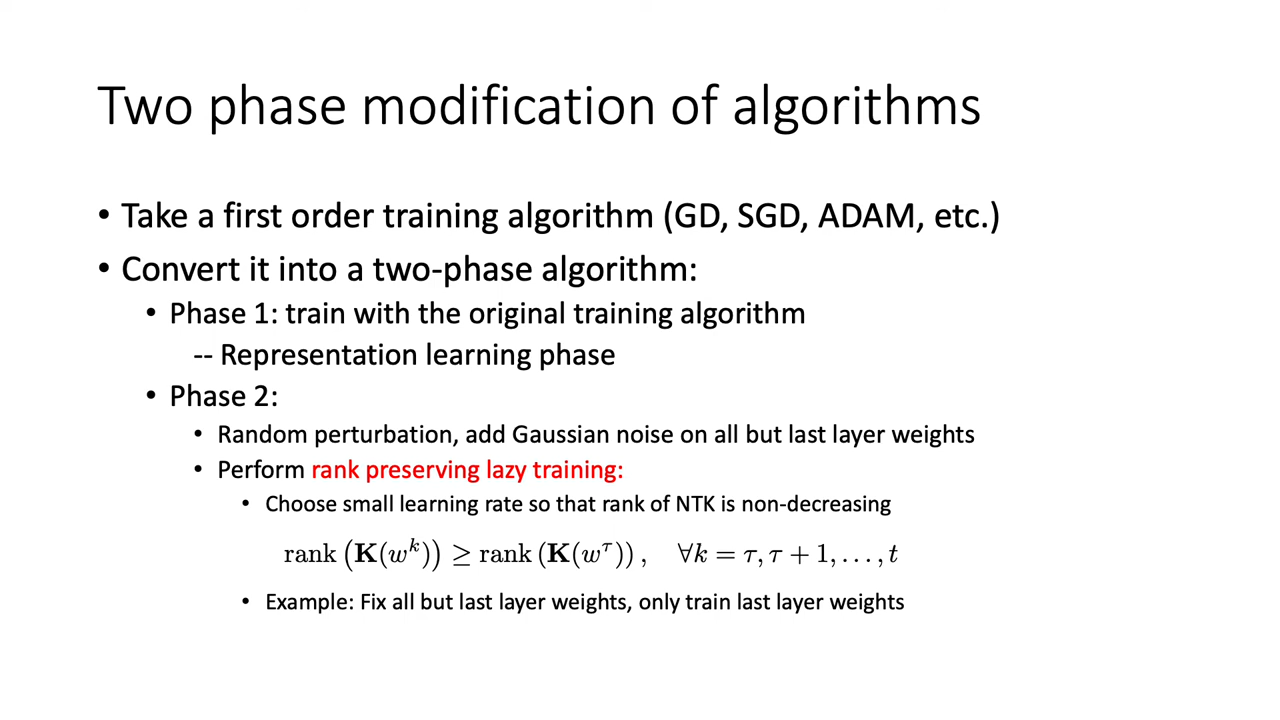 Two phase modification of algorithms
• Take a first order training algorithm (GD, SGD, ADAM, etc.)
• Convert it into a two-phase algorithm:
• Phase 1: train with the original training algorithm
-- Representation learning phase
• Phase 2:
• Random perturbation, add Gaussian noise on all but last layer weights
• Perform rank preserving lazy training:
• Choose small learning rate so that rank of NTK is non-decreasing
rank (K(wᵏ)) ≥ rank (K(wᵗᵃᵘ)) , ∀k = τ, τ + 1, . . . , t
• Example: Fix all but last layer weights, only train last layer weights